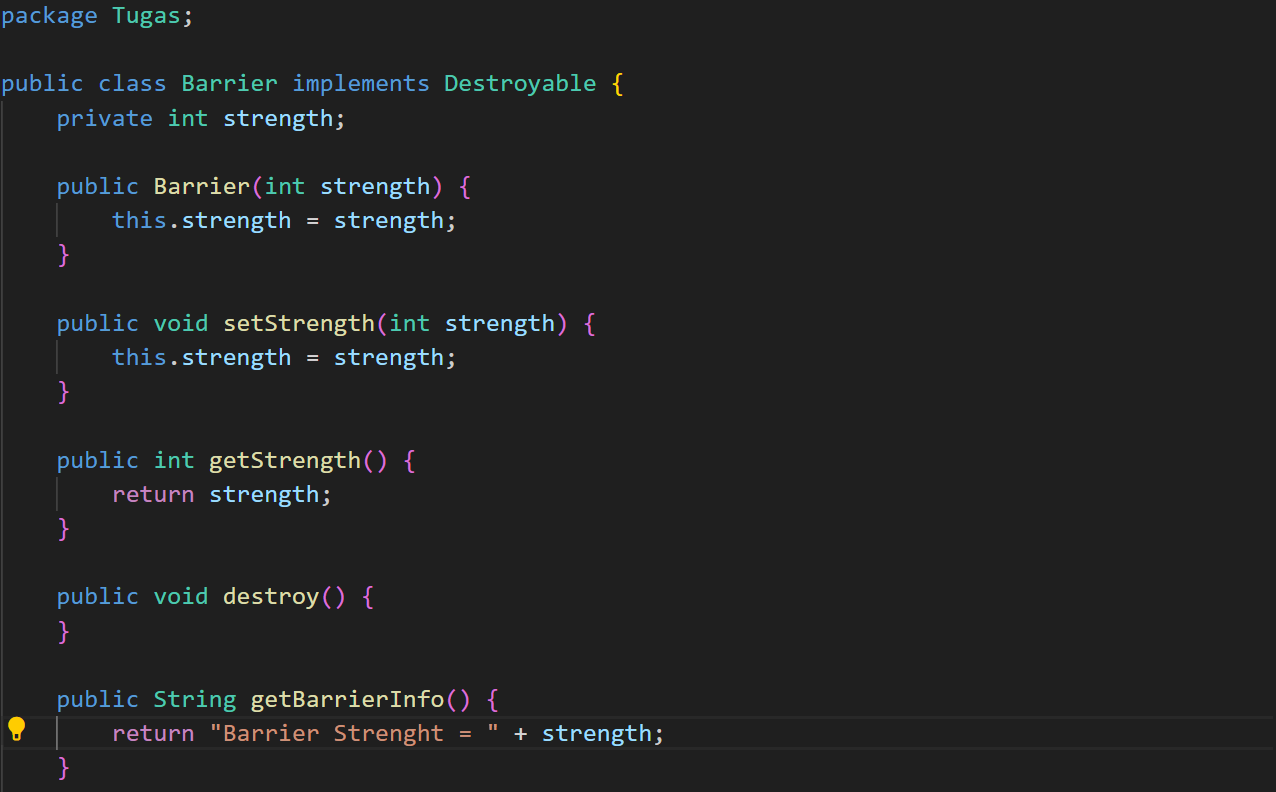 package Tugas;
public class Barrier implements Destroyable {
private int strength;
public Barrier(int strength) {
this.strength = strength;
}
public void setStrength(int strength) {
this.strength = strength;
}
public int getStrength() {
return strength;
}
public void destroy() {
}
public String getBarrierInfo() {
return "Barrier Strenght = " + strength;
}